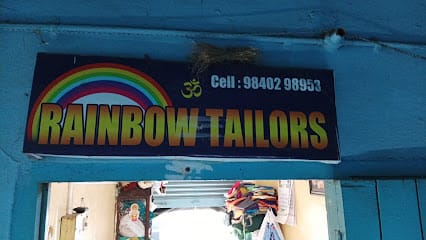 ॐ Cell : 98402 98953
RAINBOW TAILORS